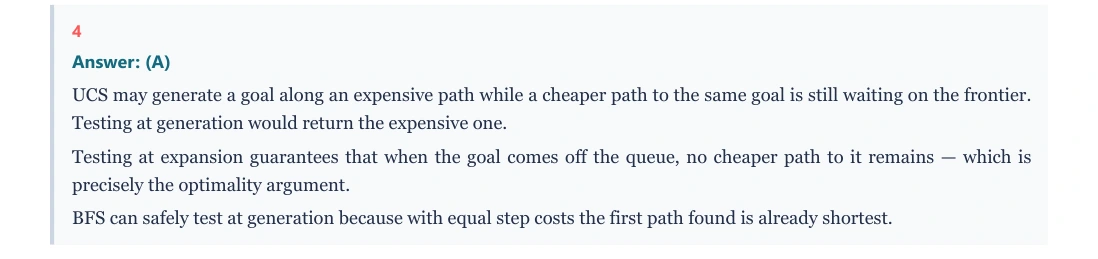 4
Answer: (A)
UCS may generate a goal along an expensive path while a cheaper path to the same goal is still waiting on the frontier.
Testing at generation would return the expensive one.
Testing at expansion guarantees that when the goal comes off the queue, no cheaper path to it remains — which is
precisely the optimality argument.
BFS can safely test at generation because with equal step costs the first path found is already shortest.